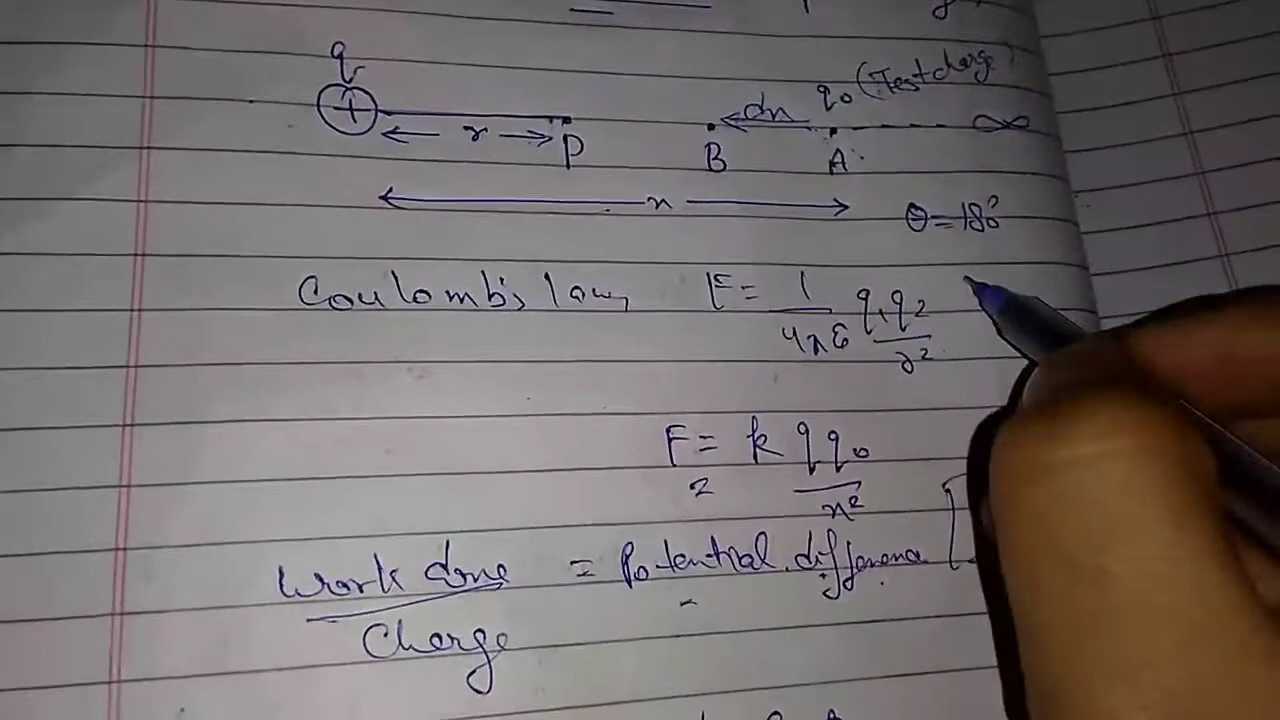 q
+ r P B dx A q₀ (Test charge) ∞
x θ = 180°
Coulomb's law, F = 1/4πε q₁q₂/r²
F = k qq₀/x²
Work done/Charge = Potential difference